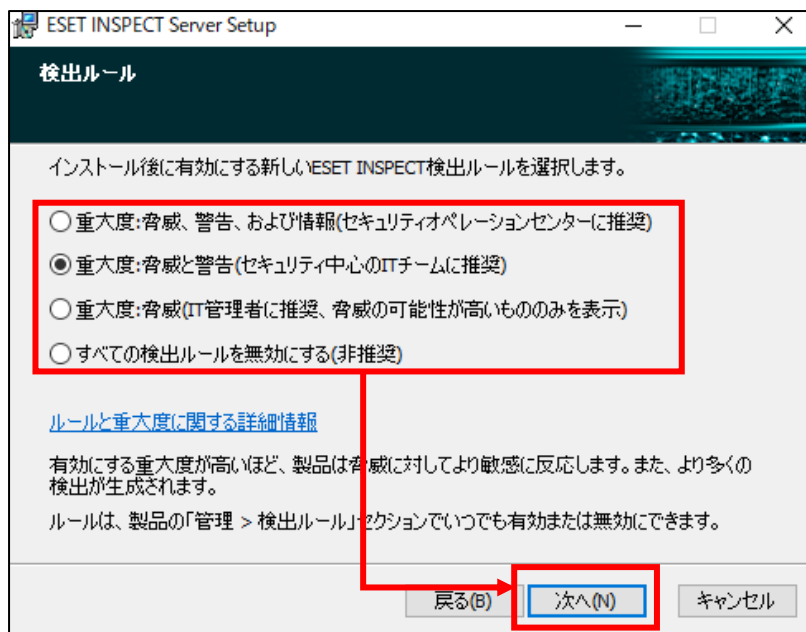 ESET INSPECT Server Setup
検出ルール
インストール後に有効にする新しいESET INSPECT検出ルールを選択します。
重大度:脅威、警告、および情報(セキュリティオペレーションセンターに推奨)
重大度:脅威と警告(セキュリティ中心のITチームに推奨)
重大度:脅威(IT管理者に推奨、脅威の可能性が高いもののみを表示)
すべての検出ルールを無効にする(非推奨)
ルールと重大度に関する詳細情報
有効にする重大度が高いほど、製品は脅威に対してより敏感に反応します。また、より多くの
検出が生成されます。
ルールは、製品の「管理 > 検出ルール」セクションでいつでも有効または無効にできます。
戻る(B) 次へ(N) キャンセル